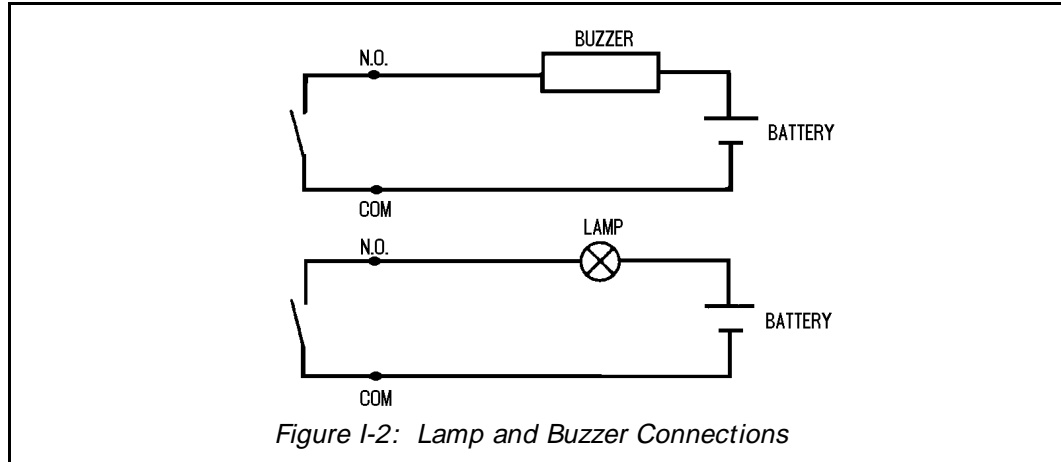 BUZZER
N.O.
BATTERY
COM
LAMP
N.O.
BATTERY
COM
Figure I-2: Lamp and Buzzer Connections